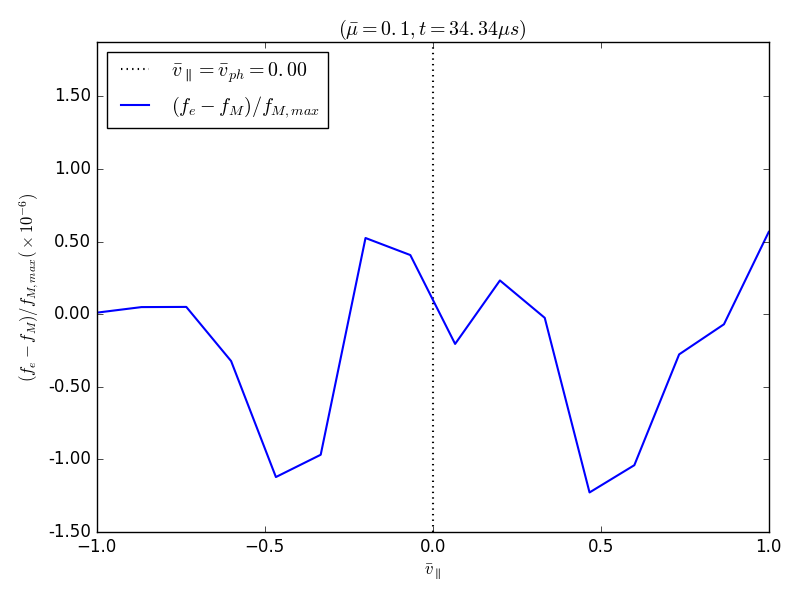 (μ̄ = 0.1, t = 34.34μs)
v̄∥ = v̄ph = 0.00
(fe − fM)/fM,max
1.50
1.00
0.50
0.00
-0.50
-1.00
-1.50
(fe − fM)/fM,max(×10⁻⁶)
−1.0 −0.5 0.0 0.5 1.0
v̄∥